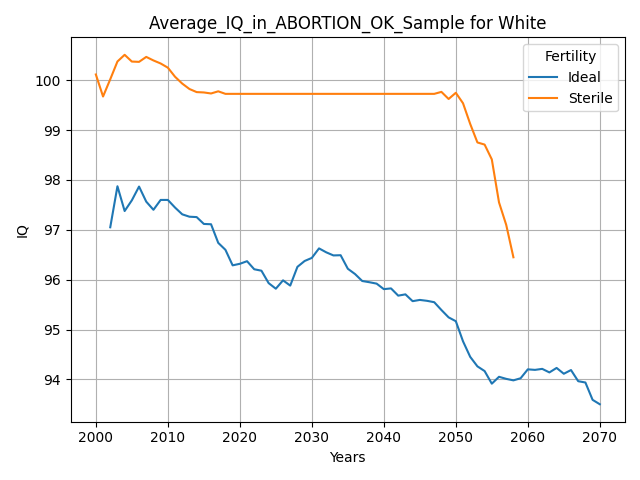 Average_IQ_in_ABORTION_OK_Sample for White
Fertility
Ideal
Sterile
IQ
100
99
98
97
96
95
94
2000 2010 2020 2030 2040 2050 2060 2070
Years